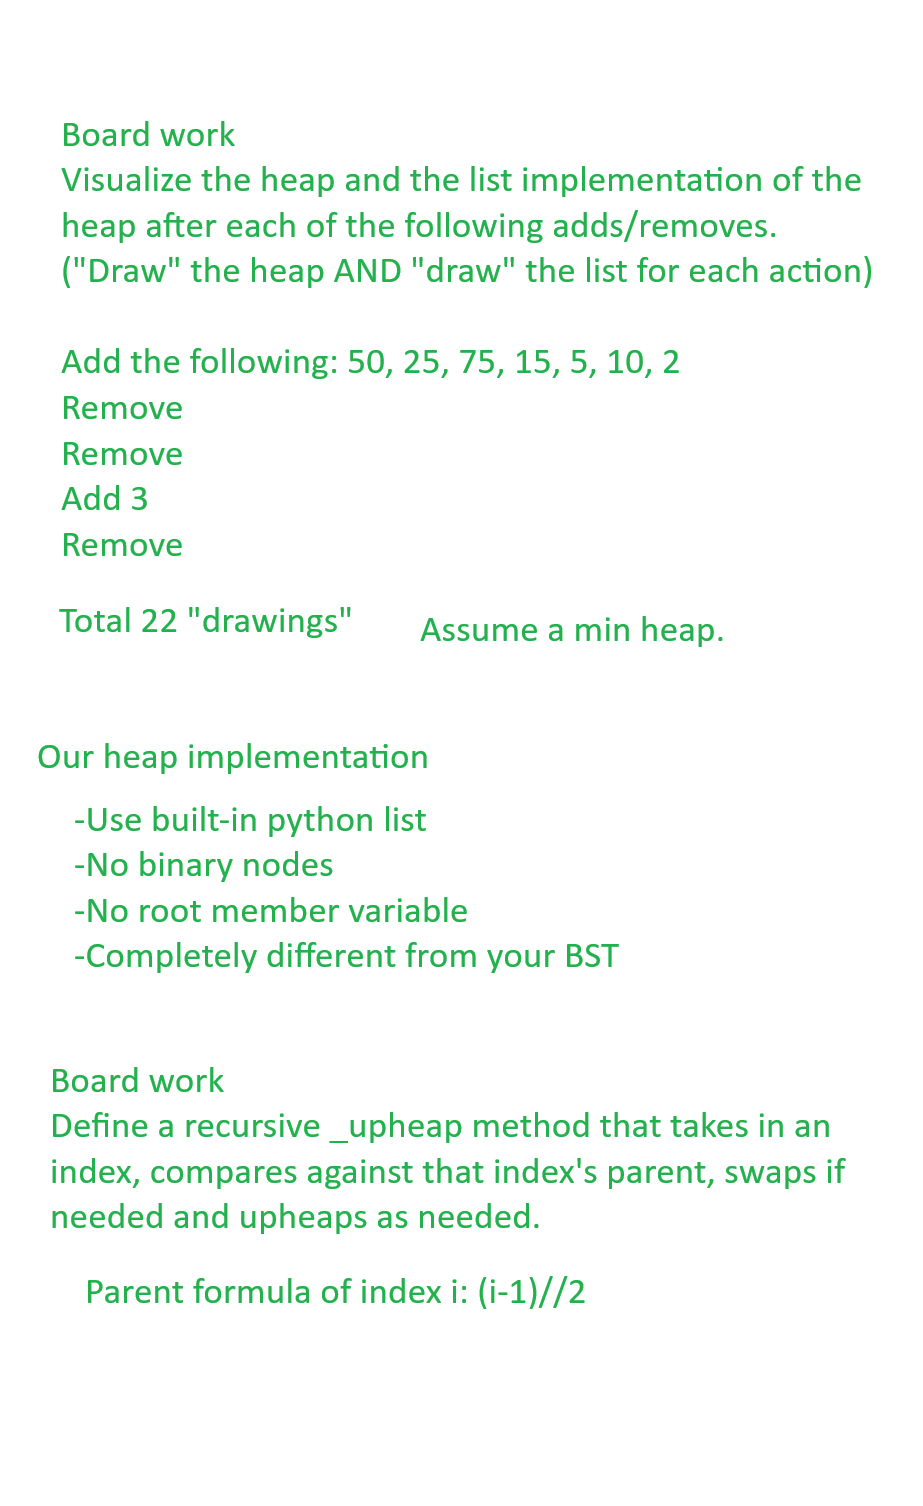 Board work
Visualize the heap and the list implementation of the
heap after each of the following adds/removes.
("Draw" the heap AND "draw" the list for each action)
Add the following: 50, 25, 75, 15, 5, 10, 2
Remove
Remove
Add 3
Remove
Total 22 "drawings"
Assume a min heap.
Our heap implementation
-Use built-in python list
-No binary nodes
-No root member variable
-Completely different from your BST
Board work
Define a recursive _upheap method that takes in an
index, compares against that index's parent, swaps if
needed and upheaps as needed.
Parent formula of index i: (i-1)//2